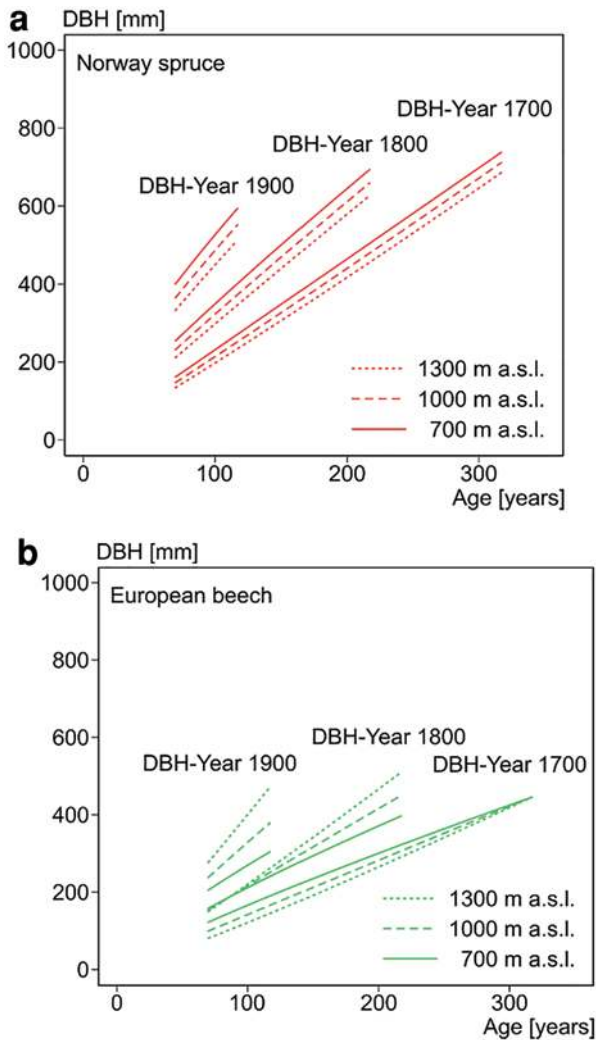 a
DBH [mm]
Norway spruce
1000
800
600
400
200
0
DBH-Year 1700
DBH-Year 1800
DBH-Year 1900
1300 m a.s.l.
1000 m a.s.l.
700 m a.s.l.
0 100 200 300
Age [years]
b
DBH [mm]
European beech
1000
800
600
400
200
0
DBH-Year 1800
DBH-Year 1900
DBH-Year 1700
1300 m a.s.l.
1000 m a.s.l.
700 m a.s.l.
0 100 200 300
Age [years]